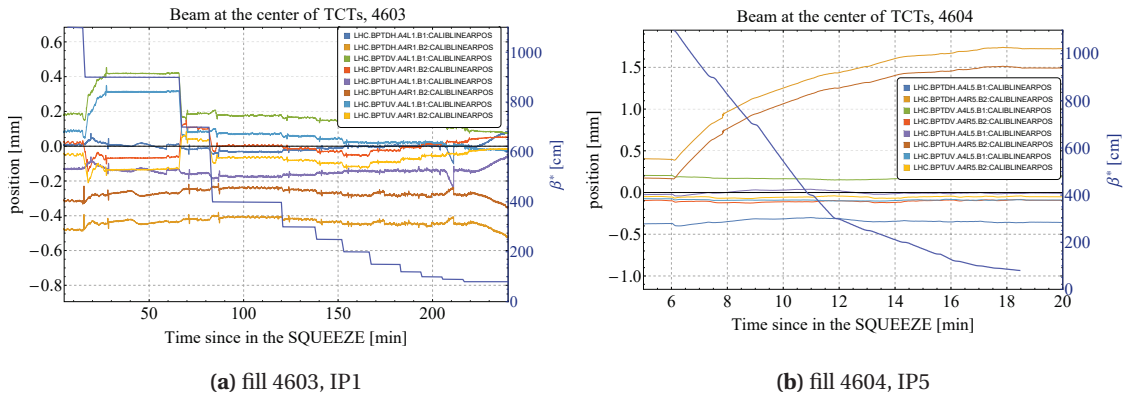 Beam at the center of TCTs, 4603
LHC.BPTDH.A4L1.B1:CALIBLINEARPOS
LHC.BPTDH.A4R1.B2:CALIBLINEARPOS
LHC.BPTDV.A4L1.B1:CALIBLINEARPOS
LHC.BPTDV.A4R1.B2:CALIBLINEARPOS
LHC.BPTUH.A4L1.B1:CALIBLINEARPOS
LHC.BPTUH.A4R1.B2:CALIBLINEARPOS
LHC.BPTUV.A4L1.B1:CALIBLINEARPOS
LHC.BPTUV.A4R1.B2:CALIBLINEARPOS
0.6
0.4
0.2
0.0
−0.2
−0.4
−0.6
−0.8
position [mm]
1000
800
600
400
200
0
β* [cm]
50
100
150
200
Time since in the SQUEEZE [min]
(a) fill 4603, IP1
Beam at the center of TCTs, 4604
LHC.BPTDH.A4L5.B1:CALIBLINEARPOS
LHC.BPTDH.A4R5.B2:CALIBLINEARPOS
LHC.BPTDV.A4L5.B1:CALIBLINEARPOS
LHC.BPTDV.A4R5.B2:CALIBLINEARPOS
LHC.BPTUH.A4L5.B1:CALIBLINEARPOS
LHC.BPTUH.A4R5.B2:CALIBLINEARPOS
LHC.BPTUV.A4L5.B1:CALIBLINEARPOS
LHC.BPTUV.A4R5.B2:CALIBLINEARPOS
1.5
1.0
0.5
0.0
−0.5
−1.0
position [mm]
1000
800
600
400
200
0
β* [cm]
6
8
10
12
14
16
18
20
Time since in the SQUEEZE [min]
(b) fill 4604, IP5